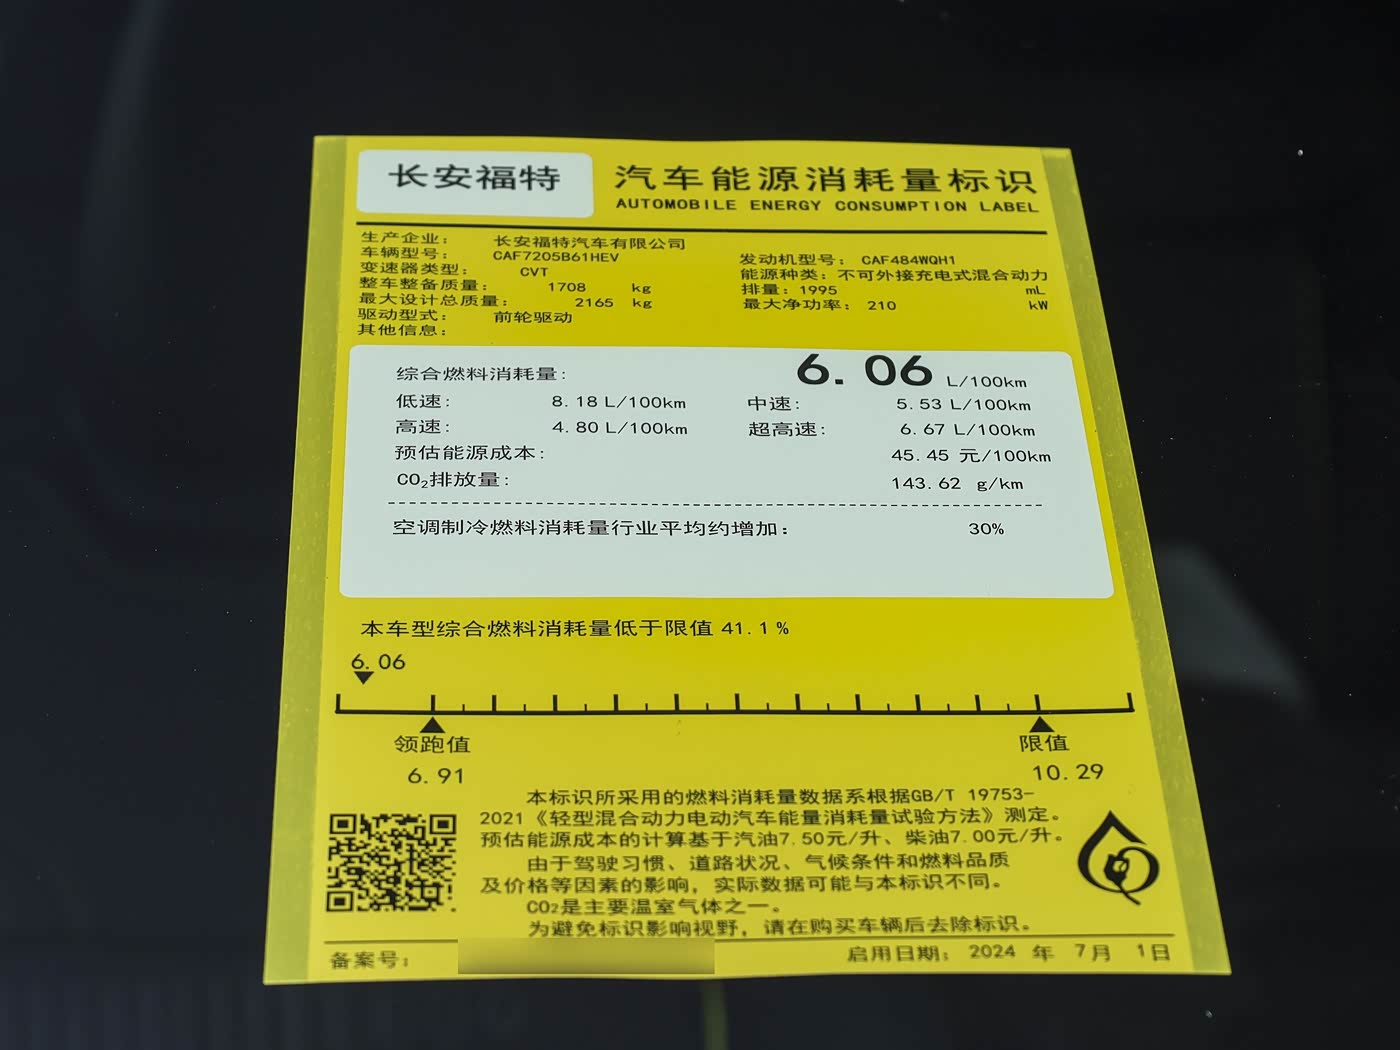 长安福特
汽车能源消耗量标识
AUTOMOBILE ENERGY CONSUMPTION LABEL
生产企业： 长安福特汽车有限公司
车辆型号： CAF7205B61HEV
发动机型号： CAF484WQH1
变速器类型： CVT
能源种类：不可外接充电式混合动力
整车整备质量： 1708 kg
排量：1995 mL
最大设计总质量： 2165 kg
最大净功率： 210 kW
驱动型式： 前轮驱动
其他信息：
综合燃料消耗量: 6.06 L/100km
低速: 8.18 L/100km 中速: 5.53 L/100km
高速: 4.80 L/100km 超高速: 6.67 L/100km
预估能源成本: 45.45 元/100km
CO₂排放量: 143.62 g/km
空调制冷燃料消耗量行业平均约增加: 30%
本车型综合燃料消耗量低于限值 41.1%
6.06
领跑值 限值
6.91 10.29
本标识所采用的燃料消耗量数据系根据GB/T 19753-
2021《轻型混合动力电动汽车能量消耗量试验方法》测定。
预估能源成本的计算基于汽油7.50元/升、柴油7.00元/升。
由于驾驶习惯、道路状况、气候条件和燃料品质
及价格等因素的影响，实际数据可能与本标识不同。
CO₂是主要温室气体之一。
为避免标识影响视野，请在购买车辆后去除标识。
备案号： 启用日期： 2024 年 7月 1日